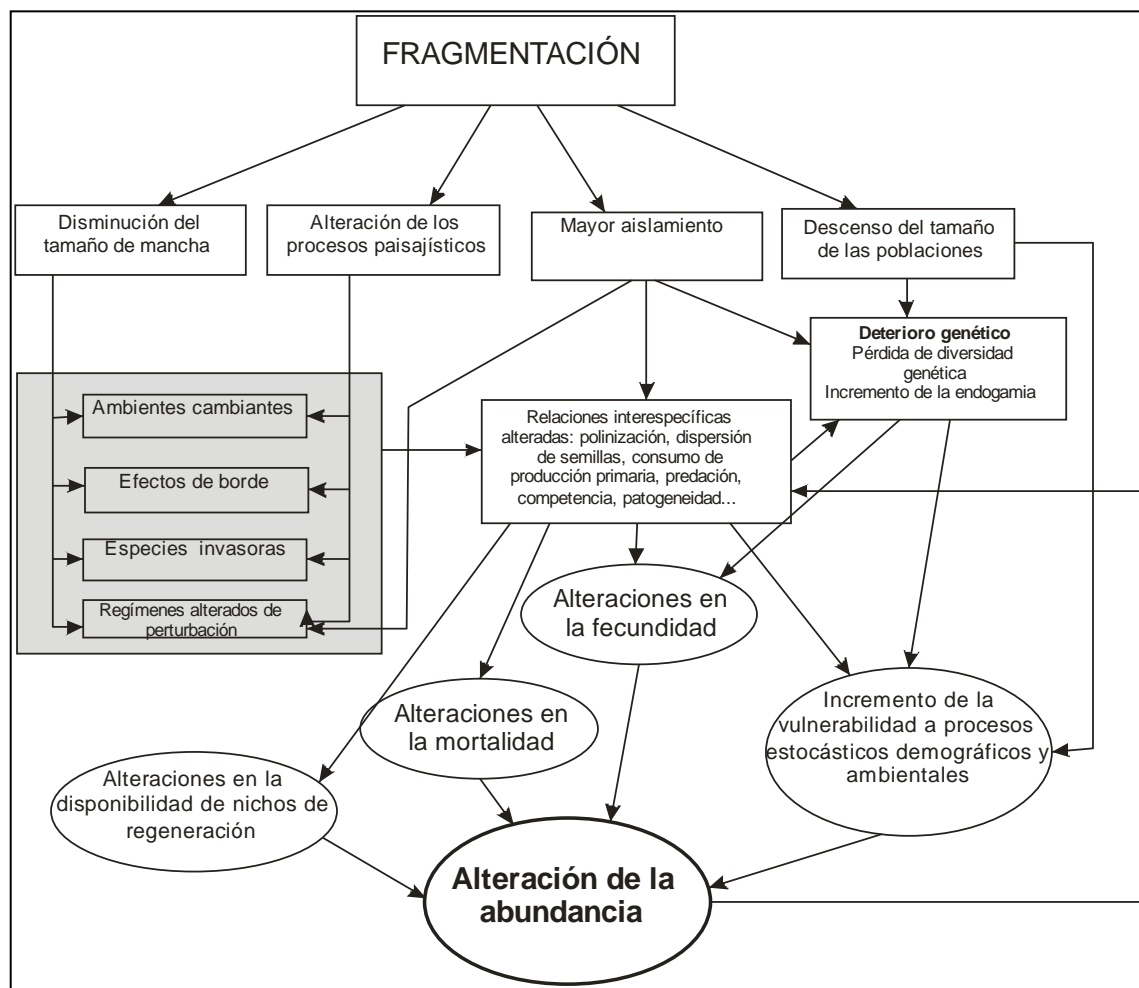 FRAGMENTACIÓN
Disminución del
tamaño de mancha
Alteración de los
procesos paisajísticos
Mayor aislamiento
Descenso del tamaño
de las poblaciones
Deterioro genético
Pérdida de diversidad
genética
Incremento de la endogamia
Ambientes cambiantes
Efectos de borde
Especies invasoras
Regímenes alterados de
perturbación
Relaciones interespecíficas
alteradas: polinización, dispersión
de semillas, consumo de
producción primaria, predación,
competencia, patogeneidad...
Alteraciones en
la fecundidad
Alteraciones en
la mortalidad
Incremento de la
vulnerabilidad a procesos
estocásticos demográficos y
ambientales
Alteraciones en la
disponibilidad de nichos de
regeneración
Alteración de la
abundancia